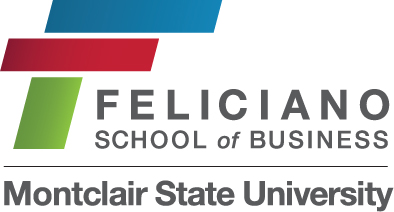 FELICIANO
SCHOOL of BUSINESS
Montclair State University